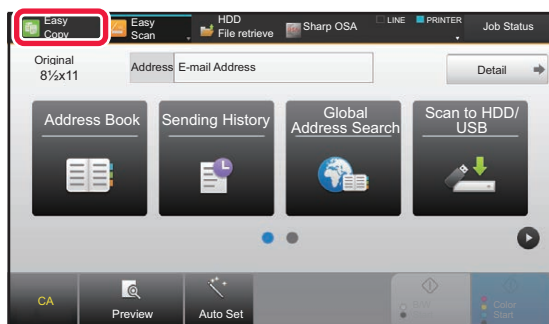 Easy
Copy
Easy
Scan
HDD
File retrieve
Sharp OSA
LINE
PRINTER
Job Status
Original
8½x11
Address
E-mail Address
Detail
Address Book
Sending History
Global
Address Search
Scan to HDD/
USB
CA
Preview
Auto Set
B/W
Start
Color
Start